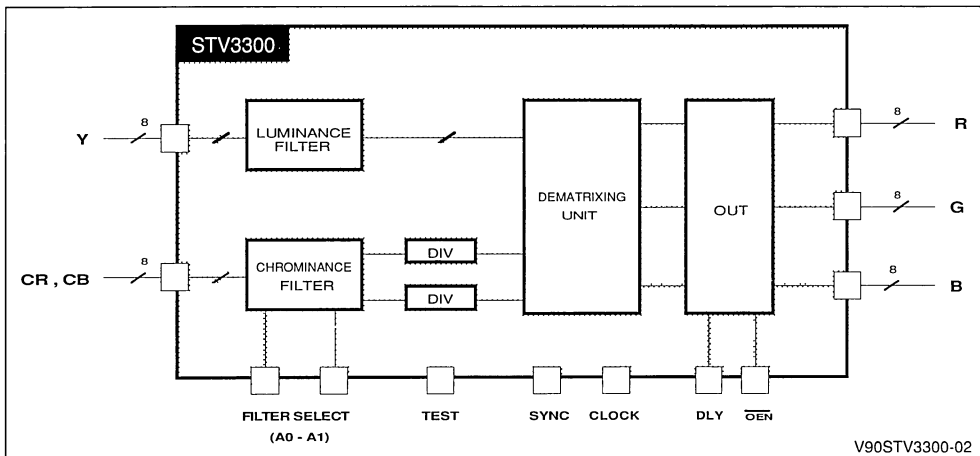 STV3300
Y
8
LUMINANCE
FILTER
DEMATRIXING
UNIT
OUT
8
R
8
G
CR , CB
8
CHROMINANCE
FILTER
DIV
DIV
8
B
FILTER SELECT
(A0 - A1)
TEST
SYNC
CLOCK
DLY
OEN
V90STV3300-02